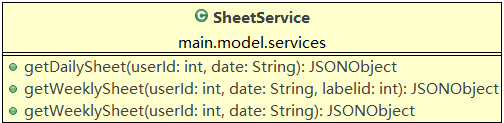 SheetService
main.model.services
getDailySheet(userId: int, date: String): JSONObject
getWeeklySheet(userId: int, date: String, labelid: int): JSONObject
getWeeklySheet(userId: int, date: String): JSONObject